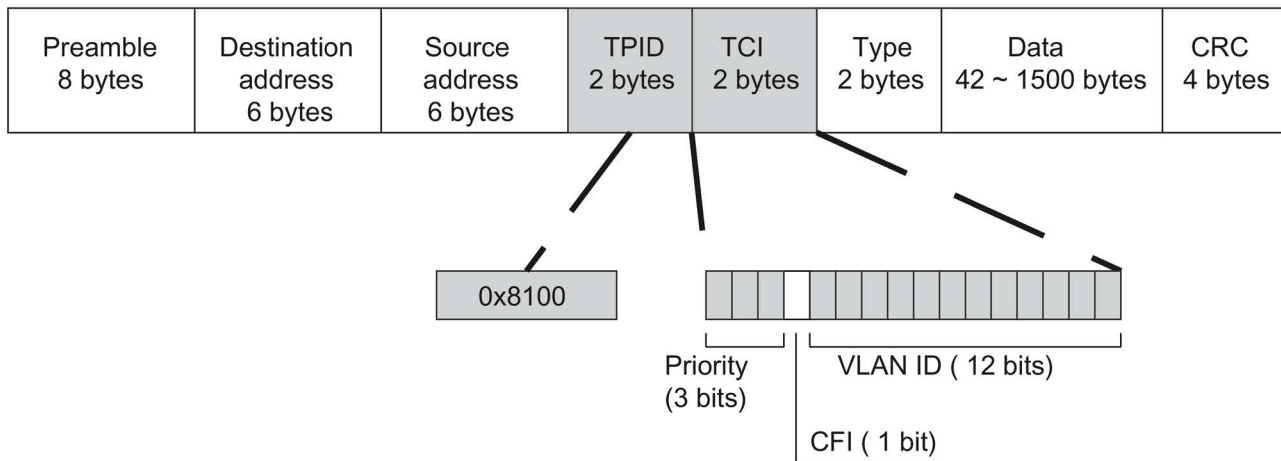 Preamble
8 bytes
Destination
address
6 bytes
Source
address
6 bytes
TPID
2 bytes
TCI
2 bytes
Type
2 bytes
Data
42 ~ 1500 bytes
CRC
4 bytes
0x8100
Priority
(3 bits)
VLAN ID ( 12 bits)
CFI ( 1 bit)